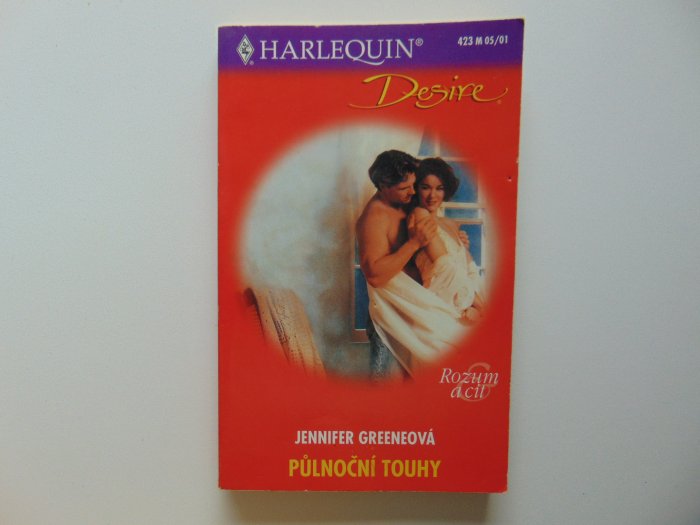 HARLEQUIN®
423 M 05/01
Desire®
Rozum
& a cit
JENNIFER GREENEOVÁ
PŮLNOČNÍ TOUHY